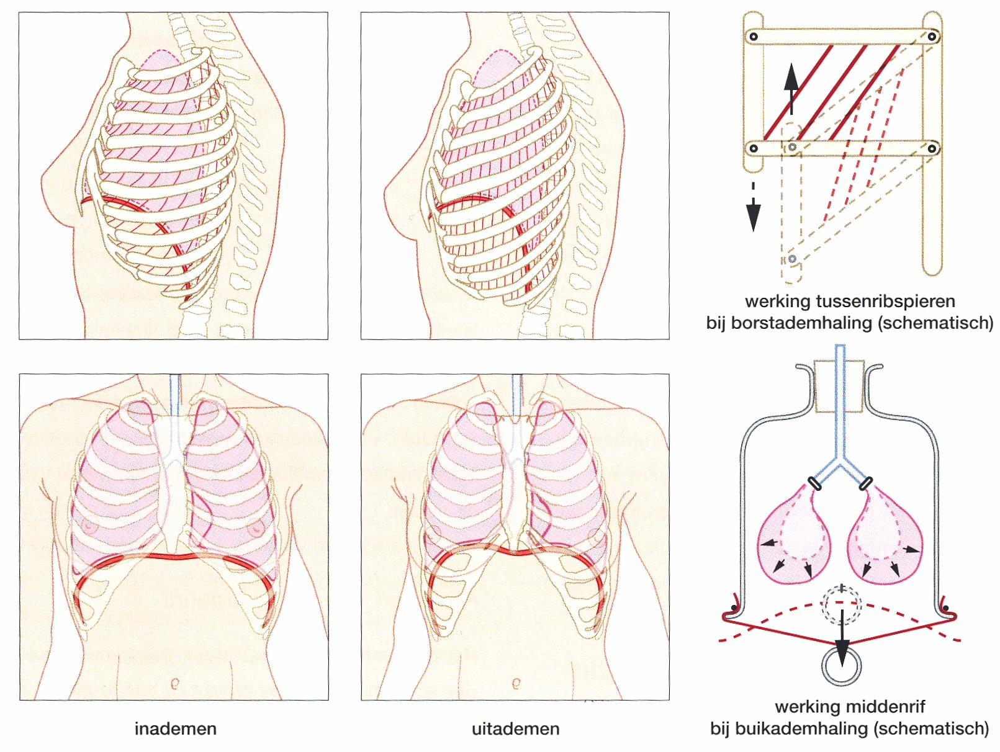 werking tussenribspieren
bij borstademhaling (schematisch)
inademen
uitademen
werking middenrif
bij buikademhaling (schematisch)